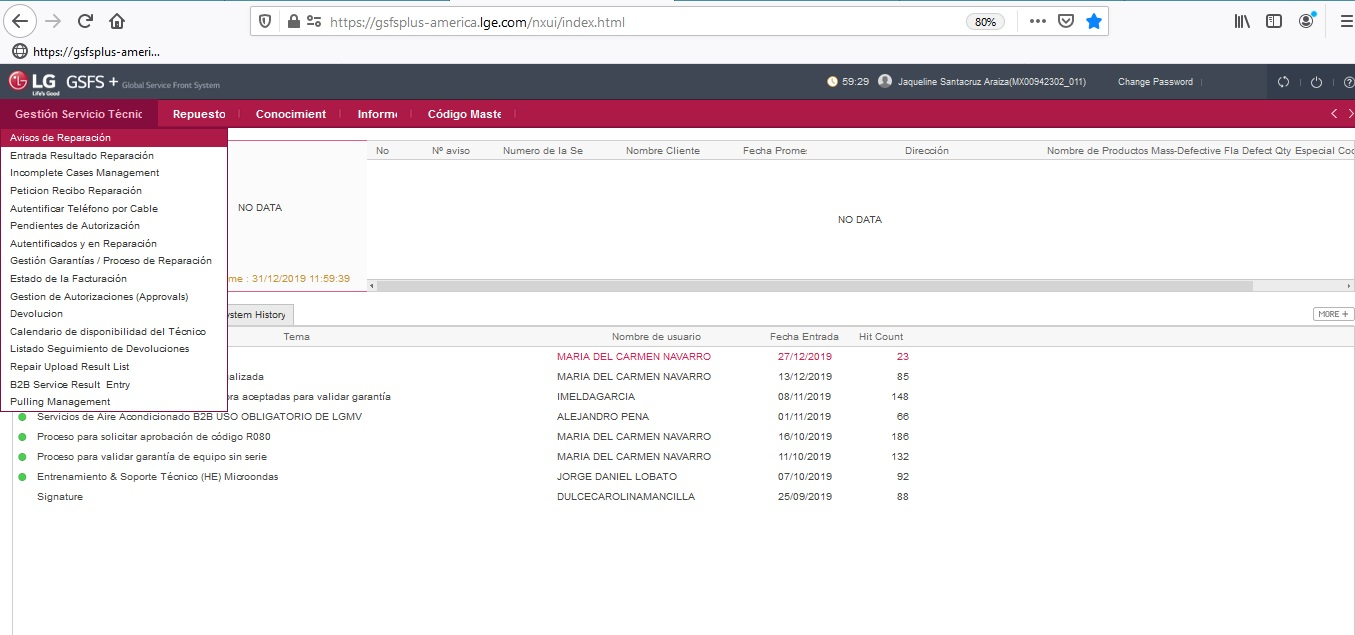 https://gsfsplus-america.lge.com/nxui/index.html
80%
https://gsfsplus-ameri...
LG
Life's Good
GSFS +
Global Service Front System
59:29
Jaqueline Santacruz Araiza(MX00942302_011)
Change Password
Gestión Servicio Técnic
Repuesto
Conocimient
Informe
Código Maste
Avisos de Reparación
Entrada Resultado Reparación
Incomplete Cases Management
Peticion Recibo Reparación
Autentificar Teléfono por Cable
Pendientes de Autorización
Autentificados y en Reparación
Gestión Garantías / Proceso de Reparación
Estado de la Facturación
Gestion de Autorizaciones (Approvals)
Devolucion
Calendario de disponibilidad del Técnico
Listado Seguimiento de Devoluciones
Repair Upload Result List
B2B Service Result Entry
Pulling Management
NO DATA
me : 31/12/2019 11:59:39
No Nº aviso Numero de la Se Nombre Cliente Fecha Prome Dirección Nombre de Productos Mass-Defective Fla Defect Qty Especial Coc
NO DATA
ystem History
MORE +
Tema Nombre de usuario Fecha Entrada Hit Count
MARIA DEL CARMEN NAVARRO 27/12/2019 23
alizada MARIA DEL CARMEN NAVARRO 13/12/2019 85
ora aceptadas para validar garantía IMELDAGARCIA 08/11/2019 148
Servicios de Aire Acondicionado B2B USO OBLIGATORIO DE LGMV ALEJANDRO PENA 01/11/2019 66
Proceso para solicitar aprobación de código R080 MARIA DEL CARMEN NAVARRO 16/10/2019 186
Proceso para validar garantía de equipo sin serie MARIA DEL CARMEN NAVARRO 11/10/2019 132
Entrenamiento & Soporte Técnico (HE) Microondas JORGE DANIEL LOBATO 07/10/2019 92
Signature DULCECAROLINAMANCILLA 25/09/2019 88